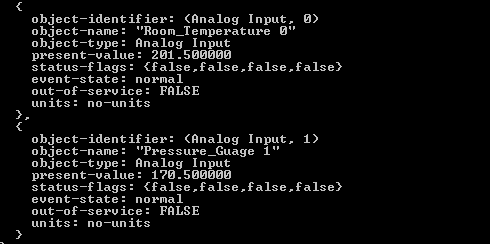 {
object-identifier: (Analog Input, 0)
object-name: "Room_Temperature 0"
object-type: Analog Input
present-value: 201.500000
status-flags: {false,false,false,false}
event-state: normal
out-of-service: FALSE
units: no-units
},
{
object-identifier: (Analog Input, 1)
object-name: "Pressure_Guage 1"
object-type: Analog Input
present-value: 170.500000
status-flags: {false,false,false,false}
event-state: normal
out-of-service: FALSE
units: no-units
}